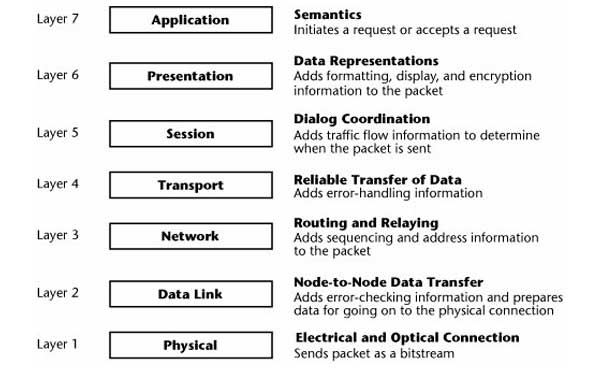 Layer 7
Application
Semantics
Initiates a request or accepts a request
Layer 6
Presentation
Data Representations
Adds formatting, display, and encryption
information to the packet
Layer 5
Session
Dialog Coordination
Adds traffic flow information to determine
when the packet is sent
Layer 4
Transport
Reliable Transfer of Data
Adds error-handling information
Layer 3
Network
Routing and Relaying
Adds sequencing and address information
to the packet
Layer 2
Data Link
Node-to-Node Data Transfer
Adds error-checking information and prepares
data for going on to the physical connection
Layer 1
Physical
Electrical and Optical Connection
Sends packet as a bitstream